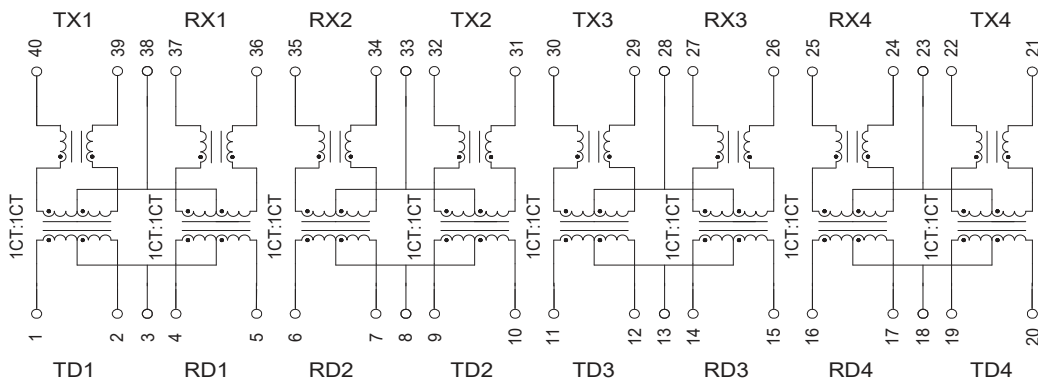 TX1 RX1 RX2 TX2 TX3 RX3 RX4 TX4
40 39 38 37 36 35 34 33 32 31 30 29 28 27 26 25 24 23 22 21
1CT:1CT 1CT:1CT 1CT:1CT 1CT:1CT 1CT:1CT 1CT:1CT 1CT:1CT 1CT:1CT
1 2 3 4 5 6 7 8 9 10 11 12 13 14 15 16 17 18 19 20
TD1 RD1 RD2 TD2 TD3 RD3 RD4 TD4